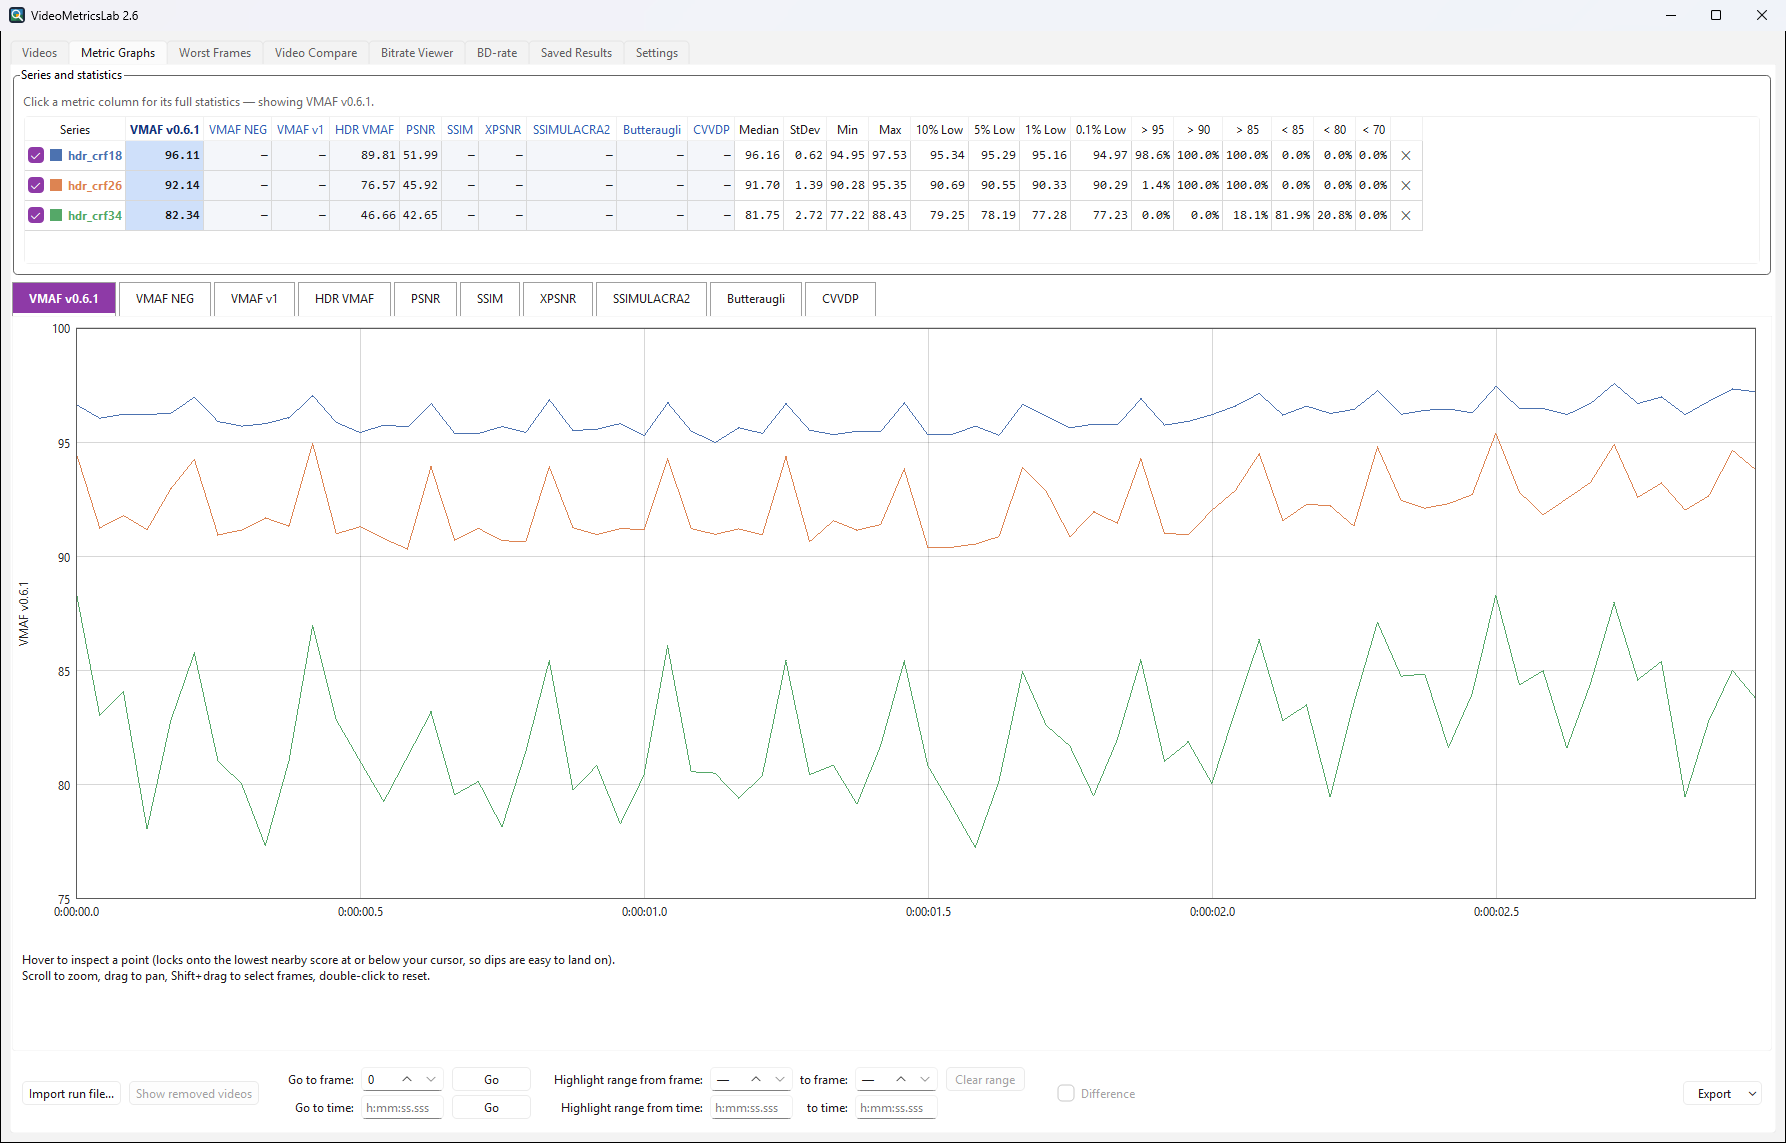 VideoMetricsLab 2.6
Videos Metric Graphs Worst Frames Video Compare Bitrate Viewer BD-rate Saved Results Settings
Series and statistics
Click a metric column for its full statistics — showing VMAF v0.6.1.
Series VMAF v0.6.1 VMAF NEG VMAF v1 HDR VMAF PSNR SSIM XPSNR SSIMULACRA2 Butteraugli CVVDP Median StDev Min Max 10% Low 5% Low 1% Low 0.1% Low > 95 > 90 > 85 < 85 < 80 < 70
hdr_crf18 96.11 — — 89.81 51.99 — — — — — 96.16 0.62 94.95 97.53 95.34 95.29 95.16 94.97 98.6% 100.0% 100.0% 0.0% 0.0% 0.0%
hdr_crf26 92.14 — — 76.57 45.92 — — — — — 91.70 1.39 90.28 95.35 90.69 90.55 90.33 90.29 1.4% 100.0% 100.0% 0.0% 0.0% 0.0%
hdr_crf34 82.34 — — 46.66 42.65 — — — — — 81.75 2.72 77.22 88.43 79.25 78.19 77.28 77.23 0.0% 0.0% 18.1% 81.9% 20.8% 0.0%
VMAF v0.6.1 VMAF NEG VMAF v1 HDR VMAF PSNR SSIM XPSNR SSIMULACRA2 Butteraugli CVVDP
100
95
90
85
80
75
VMAF v0.6.1
0:00:00.0 0:00:00.5 0:00:01.0 0:00:01.5 0:00:02.0 0:00:02.5
Hover to inspect a point (locks onto the lowest nearby score at or below your cursor, so dips are easy to land on).
Scroll to zoom, drag to pan, Shift+drag to select frames, double-click to reset.
Import run file... Show removed videos
Go to frame: 0 Go Highlight range from frame: — to frame: — Clear range
Go to time: h:mm:ss.sss Go Highlight range from time: h:mm:ss.sss to time: h:mm:ss.sss
Difference
Export